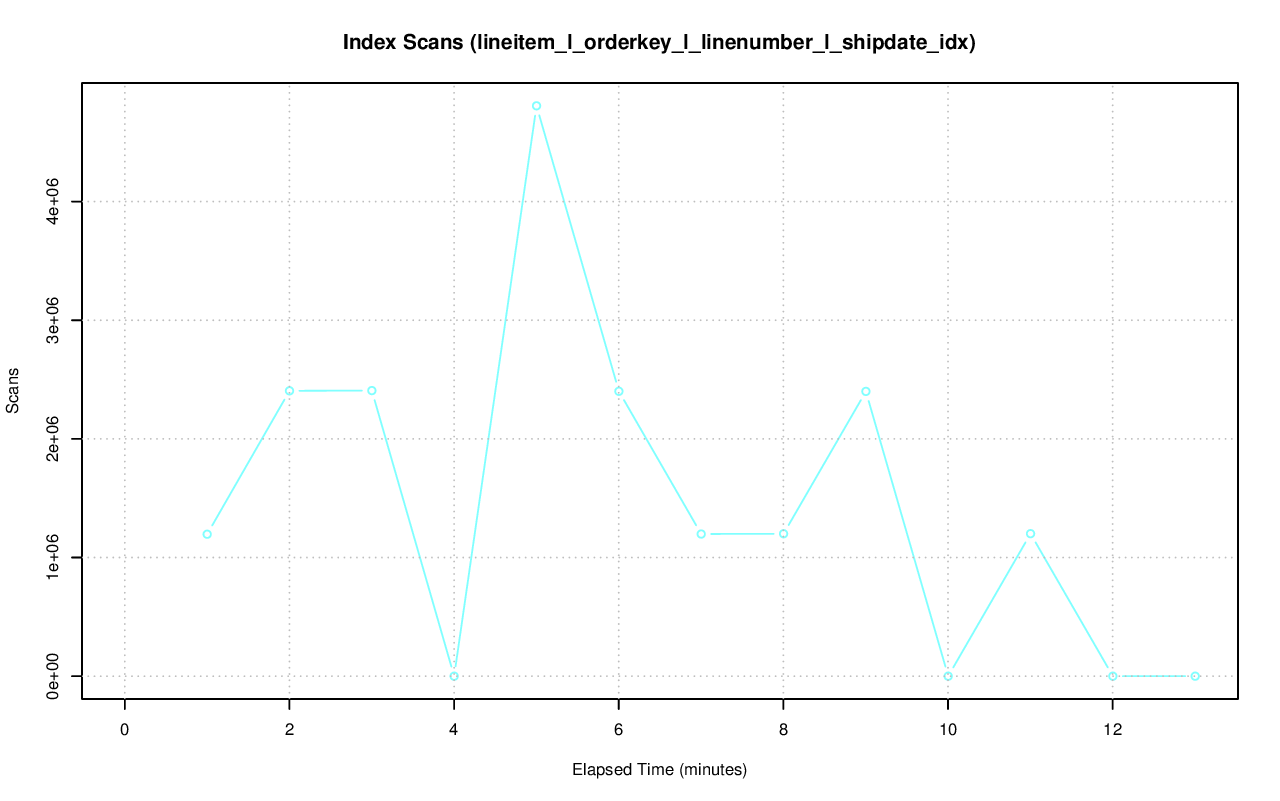 Index Scans (lineitem_l_orderkey_l_linenumber_l_shipdate_idx)
Scans
4e+06
3e+06
2e+06
1e+06
0e+00
0 2 4 6 8 10 12
Elapsed Time (minutes)